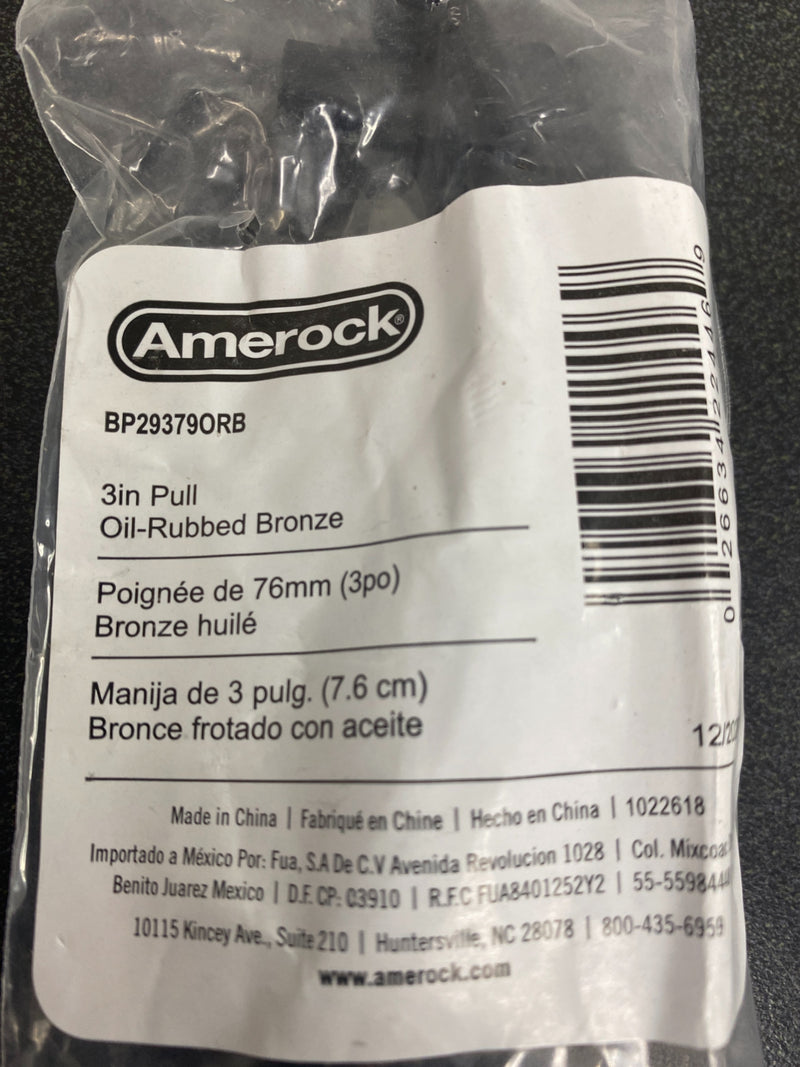 Amerock®
BP29379ORB
3in Pull
Oil-Rubbed Bronze
Poignée de 76mm (3po)
Bronze huilé
Manija de 3 pulg. (7.6 cm)
Bronce frotado con aceite
Made in China | Fabriqué en Chine | Hecho en China | 1022618
Importado a México Por: Fua, S.A De C.V Avenida Revolucion 1028 | Col.
Benito Juarez Mexico | D.F. CP: 03910 | R.F.C FUA8401252Y2 |
10115 Kincey Ave., Suite 210 | Huntersville, NC 28078 | 800-435-6959
www.amerock.com